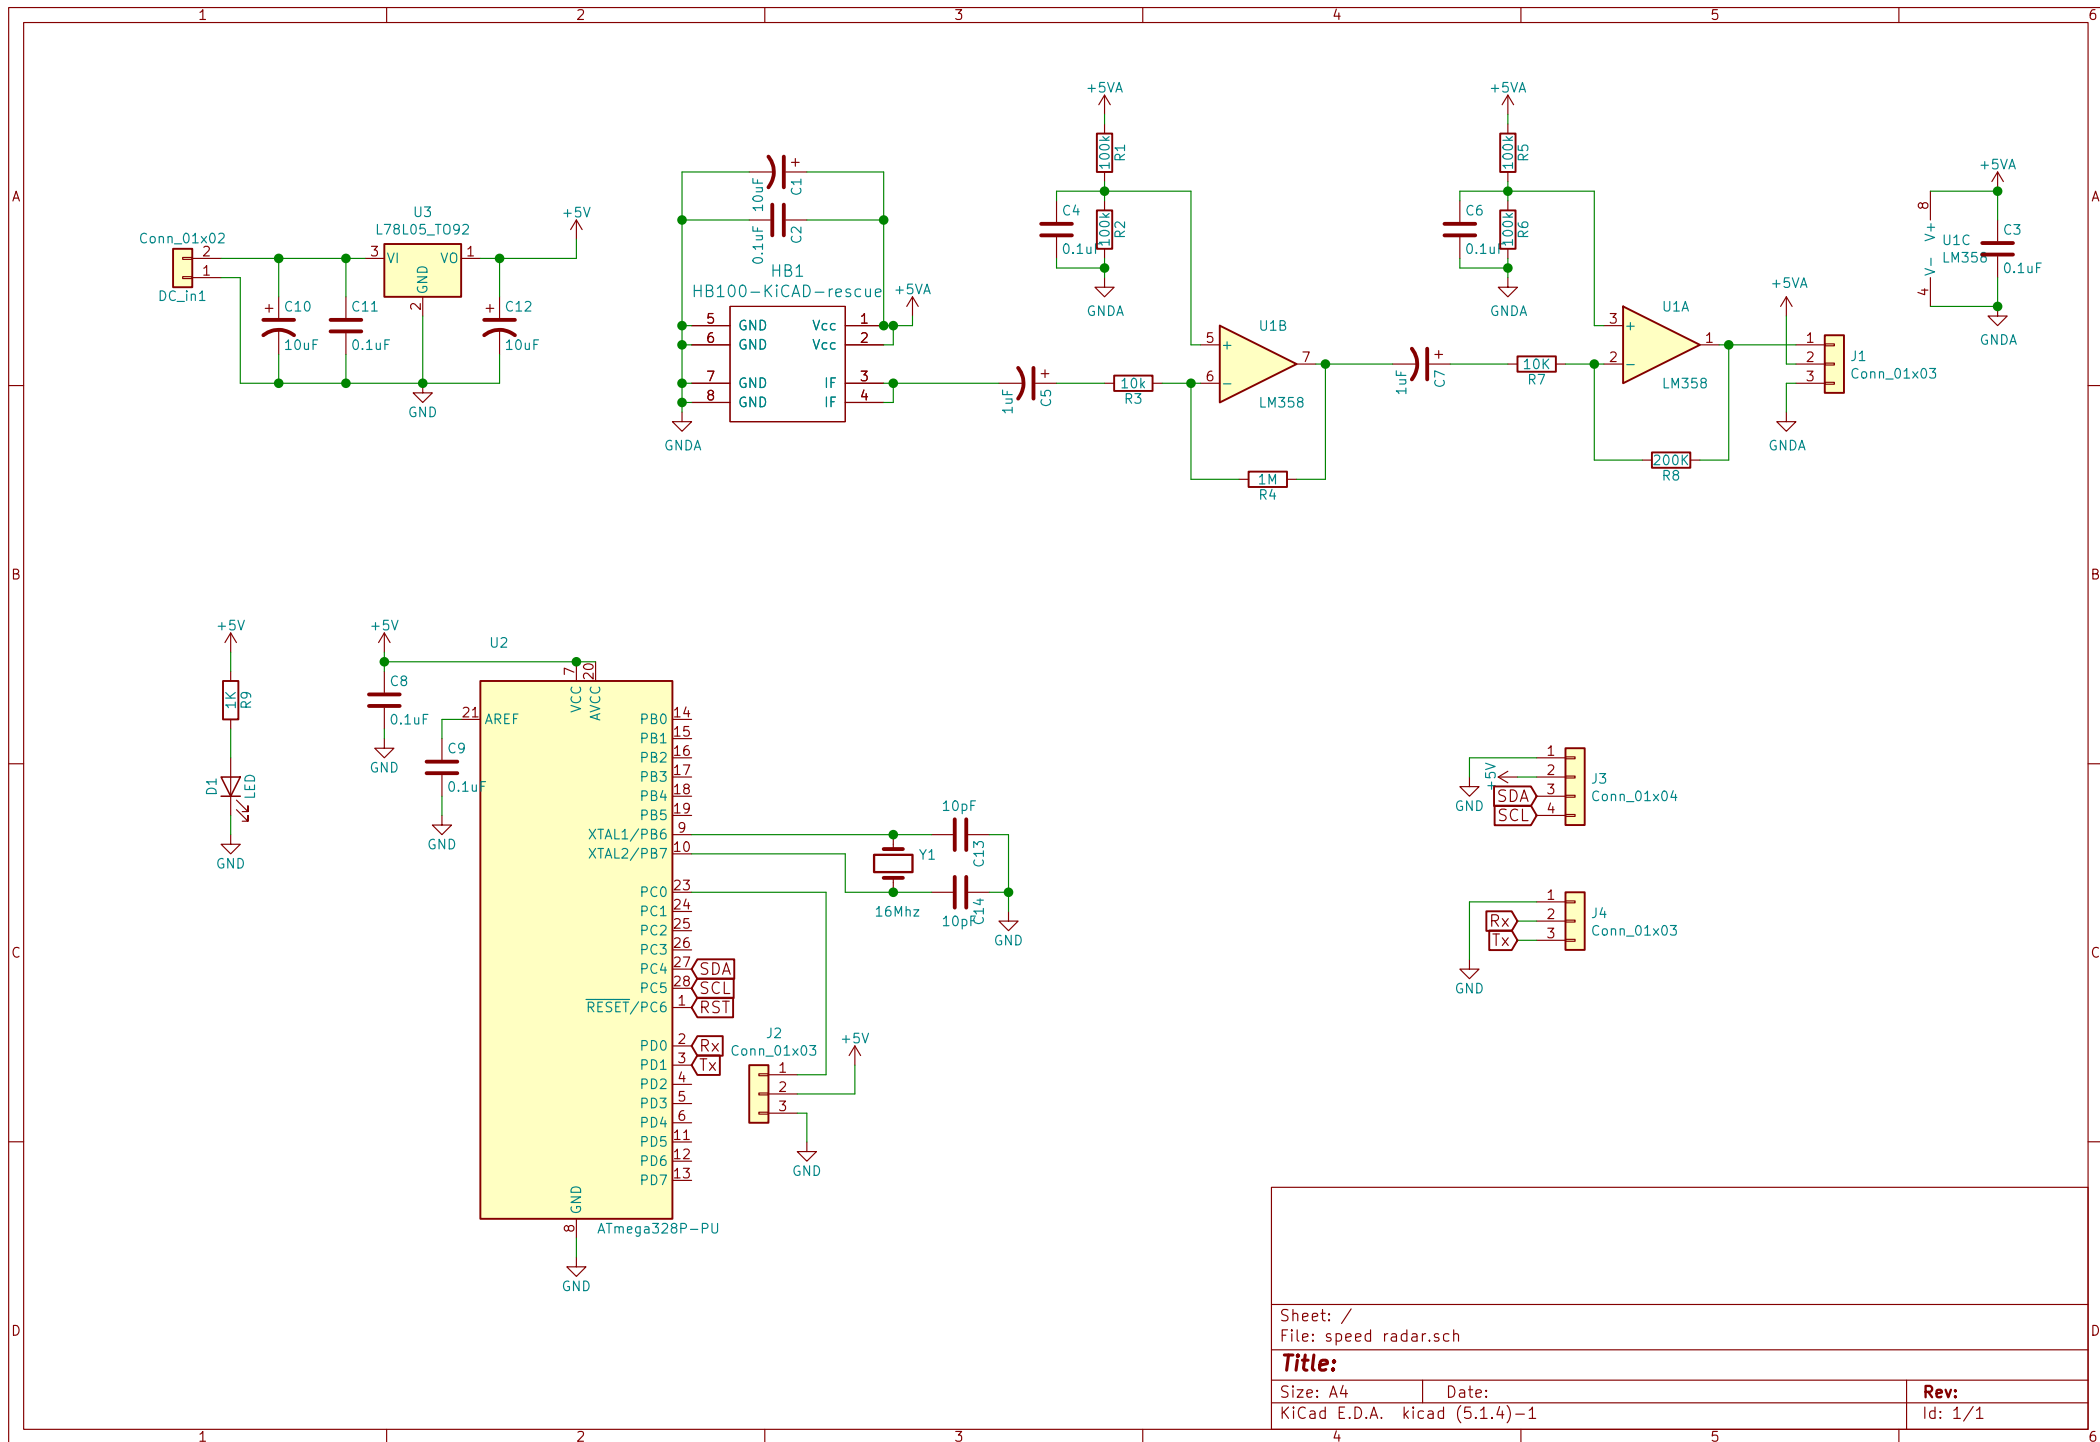 1 2 3 4 5 6
A
B
C
D
A
B
C
D
1 2 3 4 5 6
Conn_01x02
2
1
DC_in1
U3
L78L05_TO92
3 VI VO 1
GND
2
+5V
+ C10
10uF
C11
0.1uF
+ C12
10uF
GND
+
10uF
C1
0.1uF
C2
HB1
HB100-KiCAD-rescue
+5VA
5 GND Vcc 1
6 GND Vcc 2
7 GND IF 3
8 GND IF 4
GNDA
+
1uF
C5
10k
R3
+5VA
100k
R1
C4
0.1uF
100k
R2
GNDA
U1B
5 +
6 −
7
LM358
1M
R4
+
1uF
C7
10K
R7
+5VA
100k
R5
C6
0.1uF
100k
R6
GNDA
U1A
3 +
2 −
1
LM358
200K
R8
+5VA
1
2
3
J1
Conn_01x03
GNDA
+5VA
8
V+
U1C
LM358
V-
4
C3
0.1uF
GNDA
+5V
1K
R9
D1
LED
GND
+5V
C8
0.1uF
GND
C9
0.1uF
GND
U2
7
VCC
20
AVCC
21 AREF
PB0 14
PB1 15
PB2 16
PB3 17
PB4 18
PB5 19
XTAL1/PB6 9
XTAL2/PB7 10
PC0 23
PC1 24
PC2 25
PC3 26
PC4 27 SDA
PC5 28 SCL
RESET/PC6 1 RST
PD0 2 Rx
PD1 3 Tx
PD2 4
PD3 5
PD4 6
PD5 11
PD6 12
PD7 13
GND
8
ATmega328P-PU
GND
10pF
C13
Y1
16Mhz
10pF
C14
GND
J2
Conn_01x03
1
2
3
+5V
GND
1
2
3
4
+5V
SDA
SCL
GND
J3
Conn_01x04
1
2
3
Rx
Tx
J4
Conn_01x03
GND
Sheet: /
File: speed radar.sch
Title:
Size: A4 Date: Rev:
KiCad E.D.A. kicad (5.1.4)-1 Id: 1/1